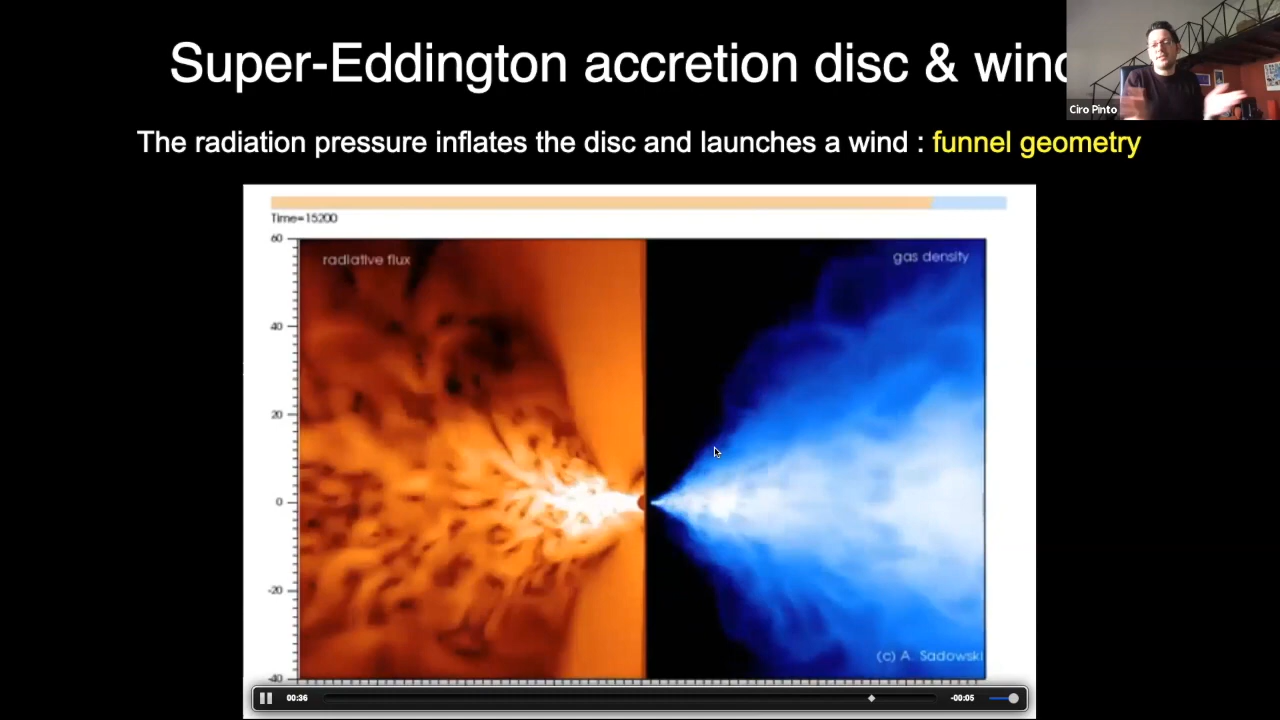 Super-Eddington accretion disc & wind
Ciro Pinto
The radiation pressure inflates the disc and launches a wind : funnel geometry
Time=15200
60
radiative flux
gas density
40
20
0
-20
(c) A. Sadowski
-40
00:36
-00:05